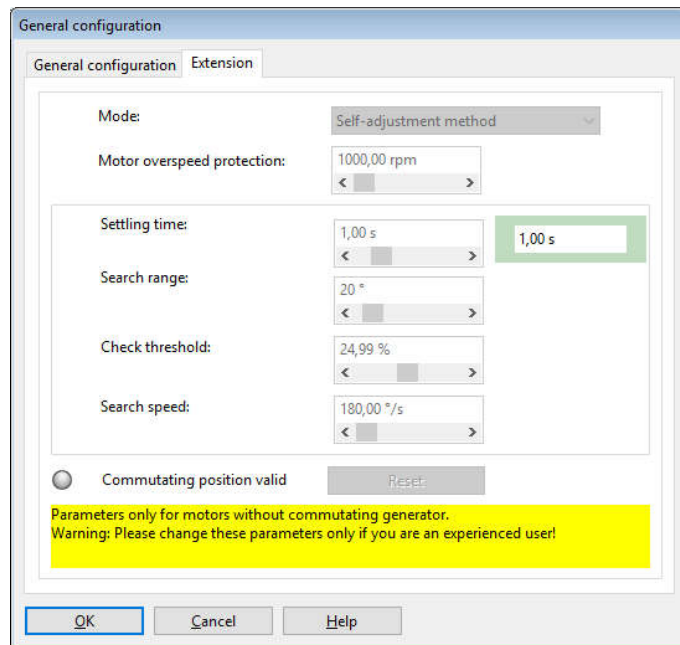 General configuration
General configuration Extension
Mode: Self-adjustment method
Motor overspeed protection: 1000,00 rpm
Settling time: 1,00 s 1,00 s
Search range: 20 °
Check threshold: 24,99 %
Search speed: 180,00 °/s
Commutating position valid Reset
Parameters only for motors without commutating generator.
Warning: Please change these parameters only if you are an experienced user!
OK Cancel Help